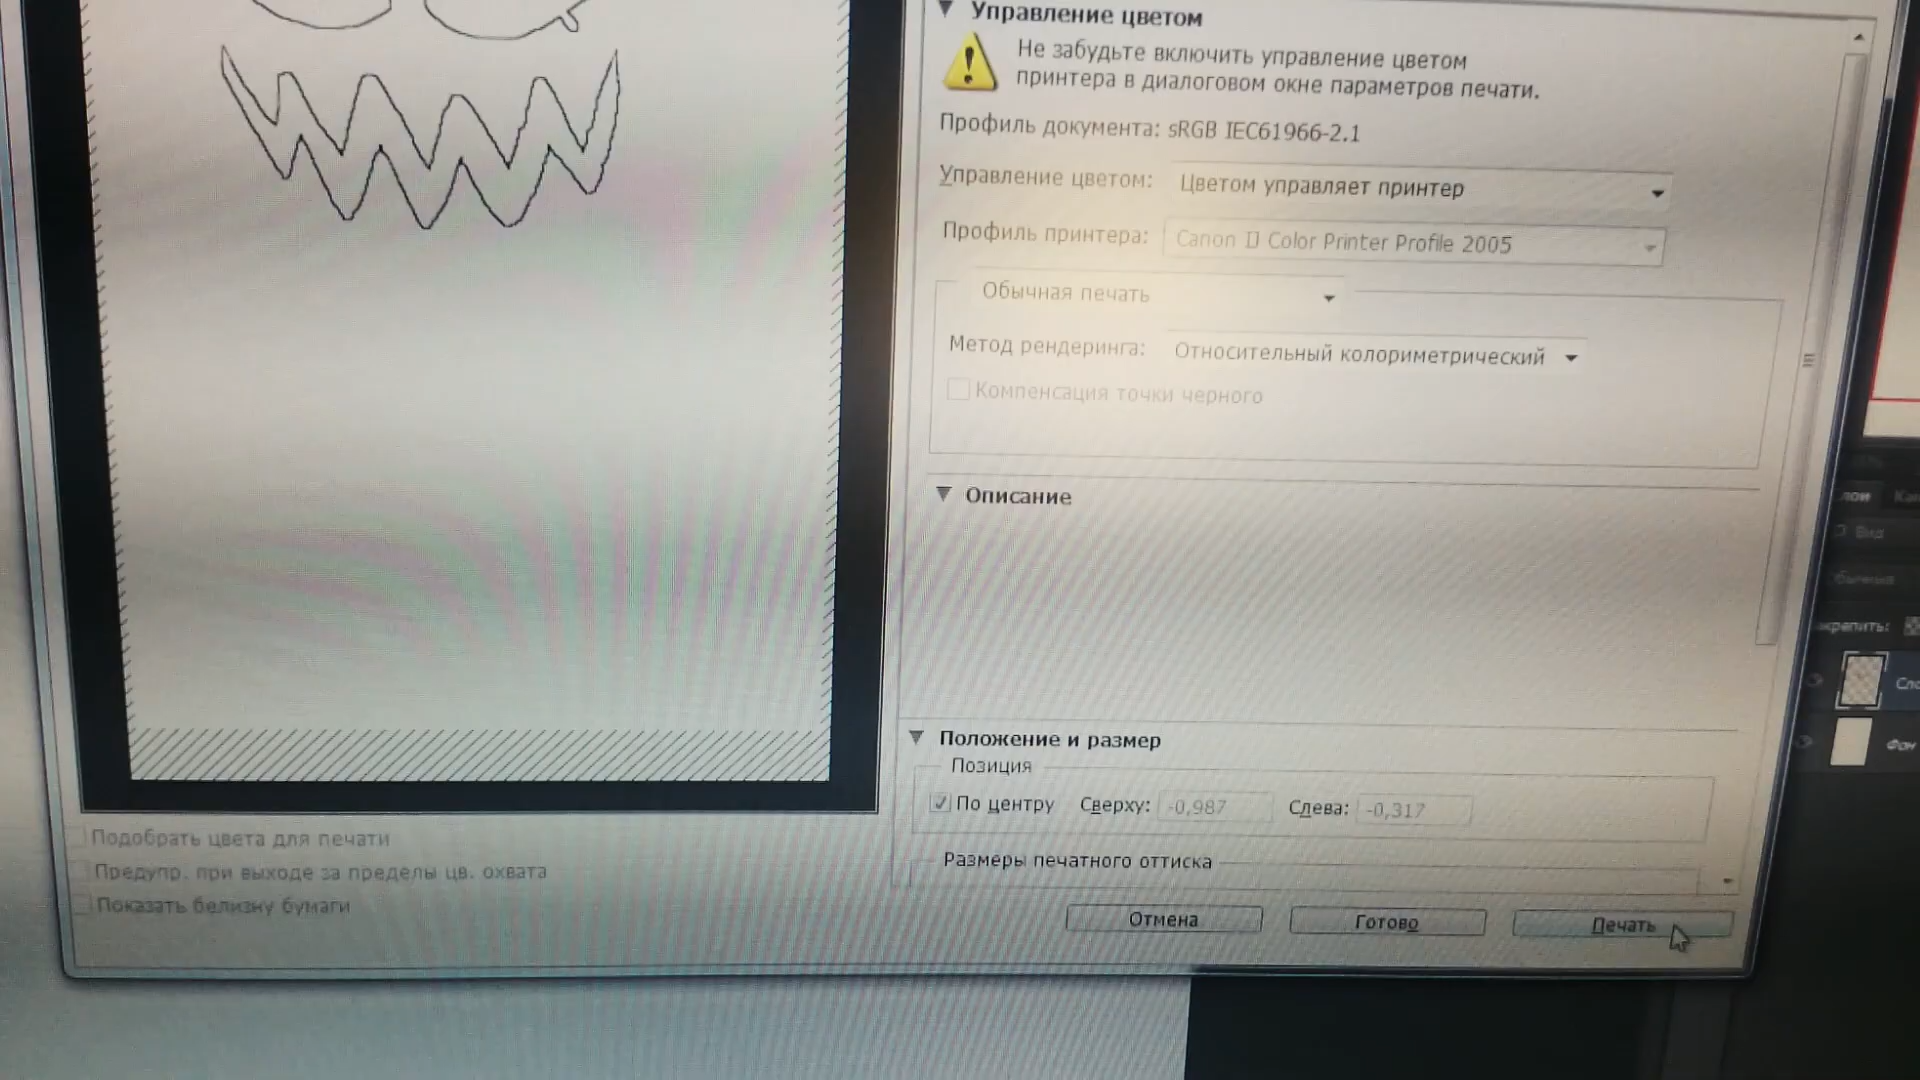 Управление цветом
Не забудьте включить управление цветом
принтера в диалоговом окне параметров печати.
Профиль документа: sRGB IEC61966-2.1
Управление цветом: Цветом управляет принтер
Профиль принтера: Canon IJ Color Printer Profile 2005
Обычная печать
Метод рендеринга: Относительный колориметрический
Компенсация точки черного
Описание
Положение и размер
Позиция
По центру Сверху: -0,987 Слева: -0,317
Размеры печатного оттиска
Отмена Готово Печать
Подобрать цвета для печати
Предупр. при выходе за пределы цв. охвата
Показать белизну бумаги
Вид
Обычные
Фон